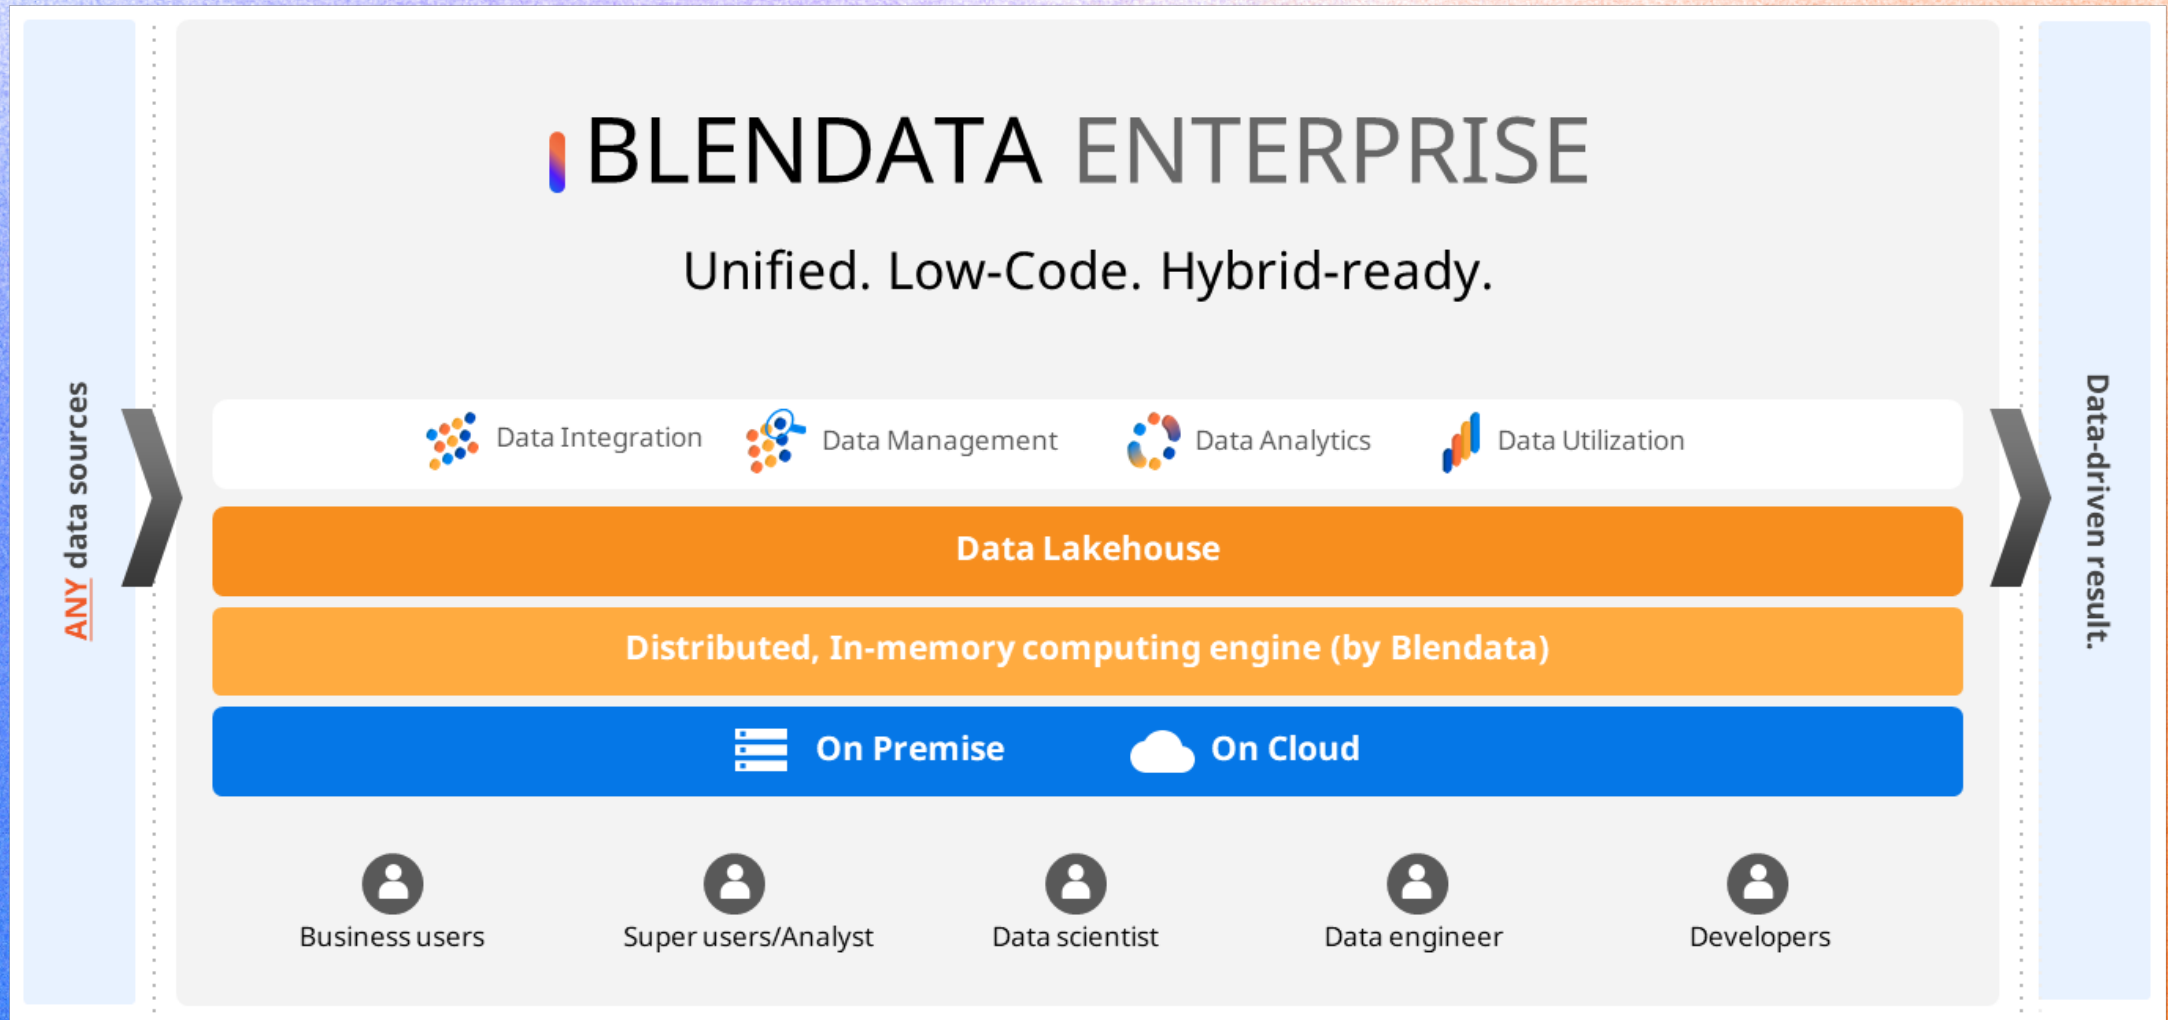 BLENDATA ENTERPRISE
Unified. Low-Code. Hybrid-ready.
ANY data sources
Data Integration
Data Management
Data Analytics
Data Utilization
Data Lakehouse
Distributed, In-memory computing engine (by Blendata)
On Premise
On Cloud
Data-driven result.
Business users
Super users/Analyst
Data scientist
Data engineer
Developers